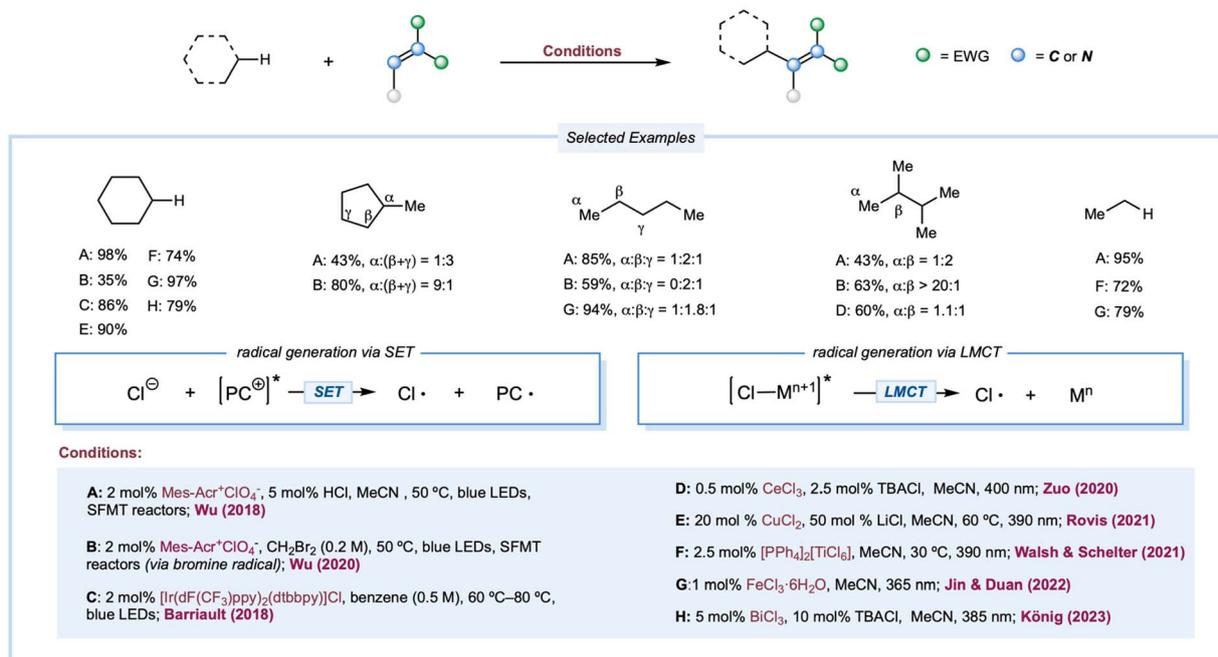 H
+
Conditions
= EWG
= C or N
Selected Examples
H
A: 98% F: 74%
B: 35% G: 97%
C: 86% H: 79%
E: 90%
α
γ β Me
A: 43%, α:(β+γ) = 1:3
B: 80%, α:(β+γ) = 9:1
α β
Me Me
γ
A: 85%, α:β:γ = 1:2:1
B: 59%, α:β:γ = 0:2:1
G: 94%, α:β:γ = 1:1.8:1
Me
α Me
Me β
Me
A: 43%, α:β = 1:2
B: 63%, α:β > 20:1
D: 60%, α:β = 1.1:1
Me H
A: 95%
F: 72%
G: 79%
radical generation via SET
Cl⊖ + [PC⊕]* SET Cl· + PC·
radical generation via LMCT
[Cl—Mⁿ⁺¹]* LMCT Cl· + Mⁿ
Conditions:
A: 2 mol% Mes-Acr⁺ClO₄⁻, 5 mol% HCl, MeCN , 50 ºC, blue LEDs,
SFMT reactors; Wu (2018)
B: 2 mol% Mes-Acr⁺ClO₄⁻, CH₂Br₂ (0.2 M), 50 ºC, blue LEDs, SFMT
reactors (via bromine radical); Wu (2020)
C: 2 mol% [Ir(dF(CF₃)ppy)₂(dtbbpy)]Cl, benzene (0.5 M), 60 ºC–80 ºC,
blue LEDs; Barriault (2018)
D: 0.5 mol% CeCl₃, 2.5 mol% TBACl, MeCN, 400 nm; Zuo (2020)
E: 20 mol % CuCl₂, 50 mol % LiCl, MeCN, 60 ºC, 390 nm; Rovis (2021)
F: 2.5 mol% [PPh₄]₂[TiCl₆], MeCN, 30 ºC, 390 nm; Walsh & Schelter (2021)
G:1 mol% FeCl₃·6H₂O, MeCN, 365 nm; Jin & Duan (2022)
H: 5 mol% BiCl₃, 10 mol% TBACl, MeCN, 385 nm; König (2023)